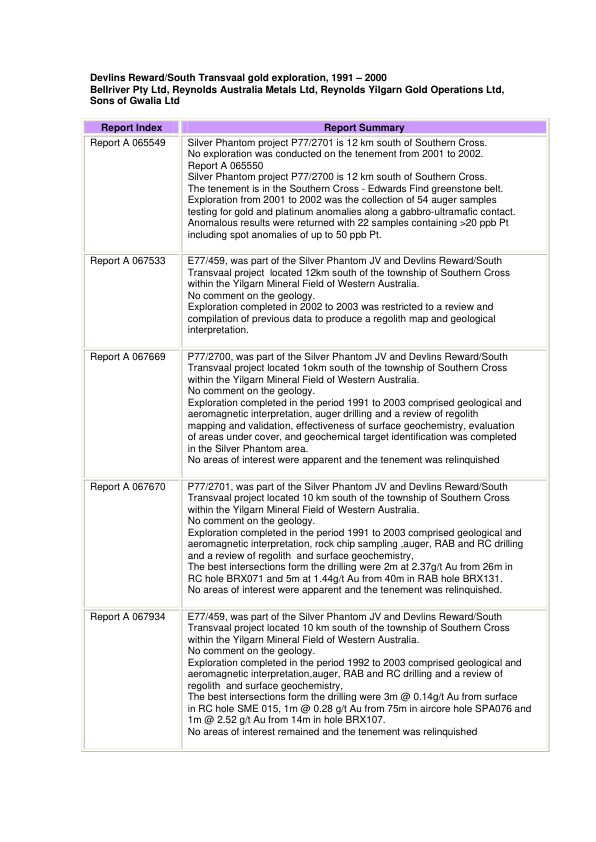 Devlins Reward/South Transvaal gold exploration, 1991 – 2000
Bellriver Pty Ltd, Reynolds Australia Metals Ltd, Reynolds Yilgarn Gold Operations Ltd,
Sons of Gwalia Ltd
Report Index
Report Summary
Report A 065549
Silver Phantom project P77/2701 is 12 km south of Southern Cross.
No exploration was conducted on the tenement from 2001 to 2002.
Report A 065550
Silver Phantom project P77/2700 is 12 km south of Southern Cross.
The tenement is in the Southern Cross - Edwards Find greenstone belt.
Exploration from 2001 to 2002 was the collection of 54 auger samples
testing for gold and platinum anomalies along a gabbro-ultramafic contact.
Anomalous results were returned with 22 samples containing >20 ppb Pt
including spot anomalies of up to 50 ppb Pt.
Report A 067533
E77/459, was part of the Silver Phantom JV and Devlins Reward/South
Transvaal project  located 12km south of the township of Southern Cross
within the Yilgarn Mineral Field of Western Australia.
No comment on the geology.
Exploration completed in 2002 to 2003 was restricted to a review and
compilation of previous data to produce a regolith map and geological
interpretation.
Report A 067669
P77/2700, was part of the Silver Phantom JV and Devlins Reward/South
Transvaal project located 1okm south of the township of Southern Cross
within the Yilgarn Mineral Field of Western Australia.
No comment on the geology.
Exploration completed in the period 1991 to 2003 comprised geological and
aeromagnetic interpretation, auger drilling and a review of regolith
mapping and validation, effectiveness of surface geochemistry, evaluation
of areas under cover, and geochemical target identification was completed
in the Silver Phantom area.
No areas of interest were apparent and the tenement was relinquished
Report A 067670
P77/2701, was part of the Silver Phantom JV and Devlins Reward/South
Transvaal project located 10 km south of the township of Southern Cross
within the Yilgarn Mineral Field of Western Australia.
No comment on the geology.
Exploration completed in the period 1991 to 2003 comprised geological and
aeromagnetic interpretation, rock chip sampling ,auger, RAB and RC drilling
and a review of regolith  and surface geochemistry,
The best intersections form the drilling were 2m at 2.37g/t Au from 26m in
RC hole BRX071 and 5m at 1.44g/t Au from 40m in RAB hole BRX131.
No areas of interest were apparent and the tenement was relinquished.
Report A 067934
E77/459, was part of the Silver Phantom JV and Devlins Reward/South
Transvaal project located 10 km south of the township of Southern Cross
within the Yilgarn Mineral Field of Western Australia.
No comment on the geology.
Exploration completed in the period 1992 to 2003 comprised geological and
aeromagnetic interpretation,auger, RAB and RC drilling and a review of
regolith  and surface geochemistry,
The best intersections form the drilling were 3m @ 0.14g/t Au from surface
in RC hole SME 015, 1m @ 0.28 g/t Au from 75m in aircore hole SPA076 and
1m @ 2.52 g/t Au from 14m in hole BRX107.
No areas of interest remained and the tenement was relinquished